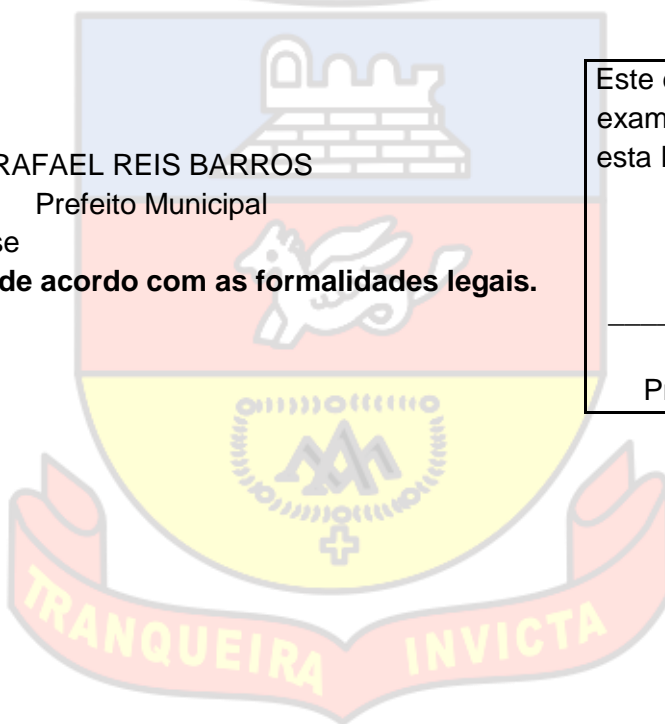 RAFAEL REIS BARROS
Prefeito Municipal
se
de acordo com as formalidades legais.
Este
exam
esta
Pr
TRANQUEIRA INVICTA